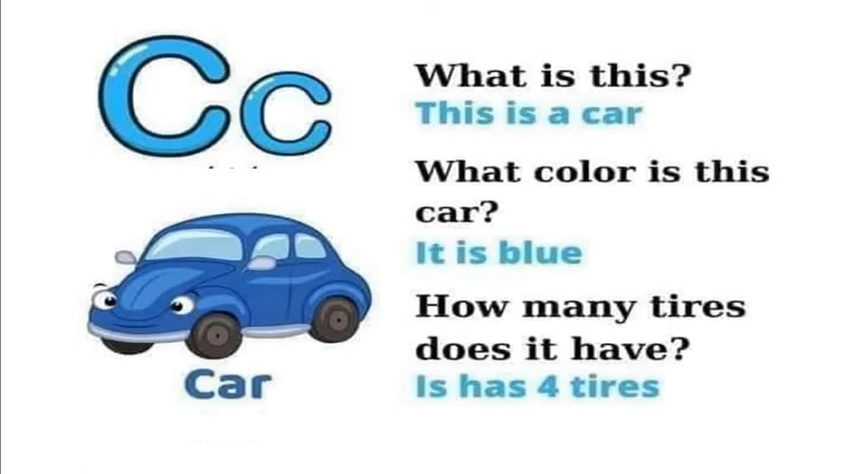 Cc
Car
What is this?
This is a car
What color is this
car?
It is blue
How many tires
does it have?
Is has 4 tires